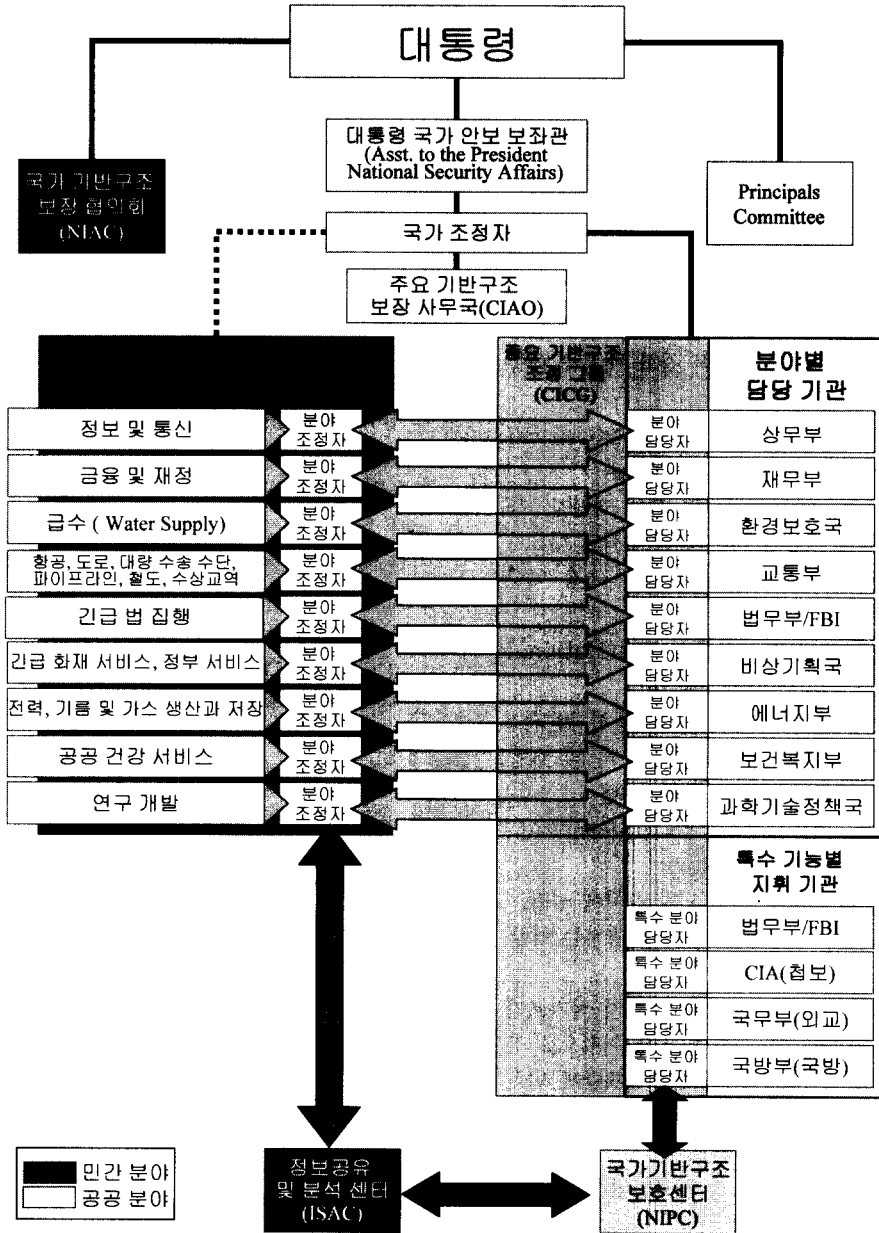 대통령
대통령 국가 안보 보좌관
(Asst. to the President
National Security Affairs)
국가 기반구조
보장 협의회
(NIAC)
Principals
Committee
국가 조정자
주요 기반구조
보장 사무국(CIAO)
중요 기반구조
조정 그룹
(CICG)
분야별
담당 기관
정보 및 통신
분야
조정자
분야
담당자
상무부
금융 및 재정
분야
조정자
분야
담당자
재무부
급수 ( Water Supply)
분야
조정자
분야
담당자
환경보호국
항공, 도로, 대량 수송 수단,
파이프라인, 철도, 수상교역
분야
조정자
분야
담당자
교통부
긴급 법 집행
분야
조정자
분야
담당자
법무부/FBI
긴급 화재 서비스, 정부 서비스
분야
조정자
분야
담당자
비상기획국
전력, 기름 및 가스 생산과 저장
분야
조정자
분야
담당자
에너지부
공공 건강 서비스
분야
조정자
분야
담당자
보건복지부
연구 개발
분야
조정자
분야
담당자
과학기술정책국
특수 기능별
지휘 기관
특수 분야
담당자
법무부/FBI
특수 분야
담당자
CIA(첩보)
특수 분야
담당자
국무부(외교)
특수 분야
담당자
국방부(국방)
민간 분야
공공 분야
정보공유
및 분석 센터
(ISAC)
국가기반구조
보호센터
(NIPC)